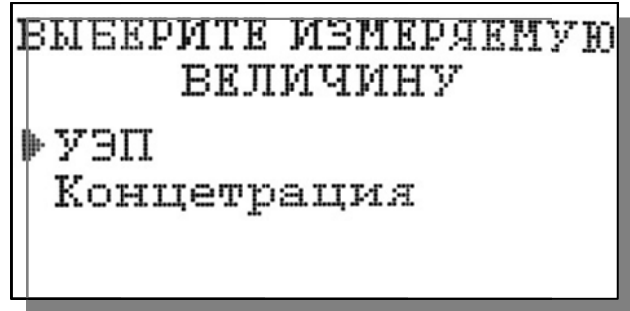 ВЫБЕРИТЕ ИЗМЕРЯЕМУЮ
ВЕЛИЧИНУ
УЭП
Концетрация